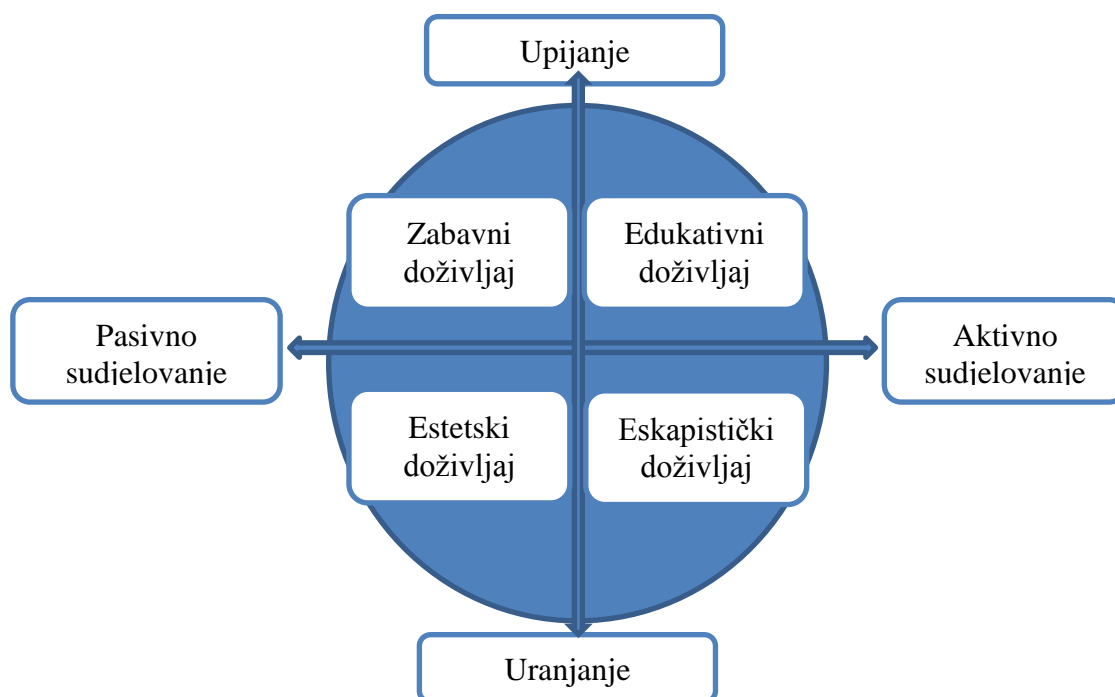 Upijanje
Zabavni
doživljaj
Edukativni
doživljaj
Pasivno
sudjelovanje
Aktivno
sudjelovanje
Estetski
doživljaj
Eskapistički
doživljaj
Uranjanje